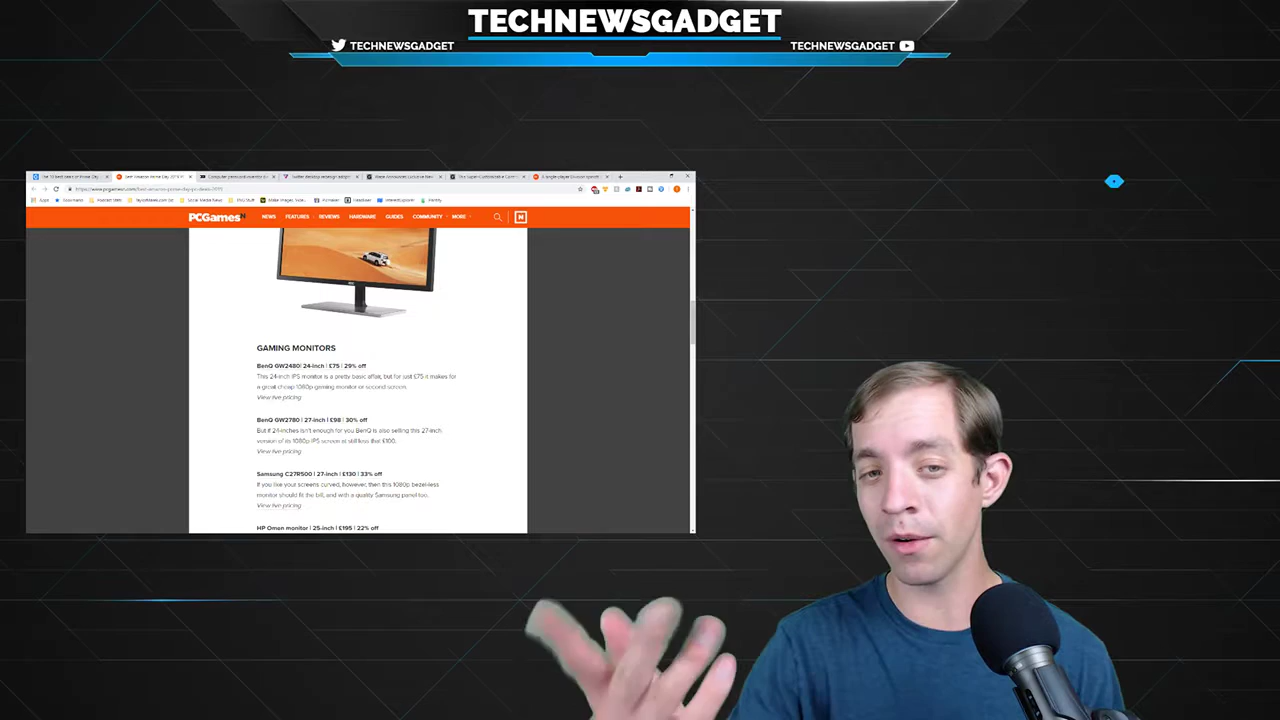 TECHNEWSGADGET
TECHNEWSGADGET
TECHNEWSGADGET
Apps
PCGamesN
NEWS
FEATURES
REVIEWS
HARDWARE
GUIDES
COMMUNITY
MORE
GAMING MONITORS
BenQ GW2480| 24-inch | £75 | 29% off
This 24-inch IPS monitor is a pretty basic affair, but for just £75 it makes for
a great cheap 1080p gaming monitor or second screen.
View live pricing
BenQ GW2780 | 27-inch | £98 | 30% off
But if 24-inches isn't enough for you BenQ is also selling this 27-inch
version of its 1080p IPS screen at still less that £100.
View live pricing
Samsung C27R500 | 27-inch | £130 | 33% off
If you like your screens curved, however, then this 1080p bezel-less
monitor should fit the bill, and with a quality Samsung panel too.
View live pricing
HP Omen monitor | 25-inch | £195 | 22% off